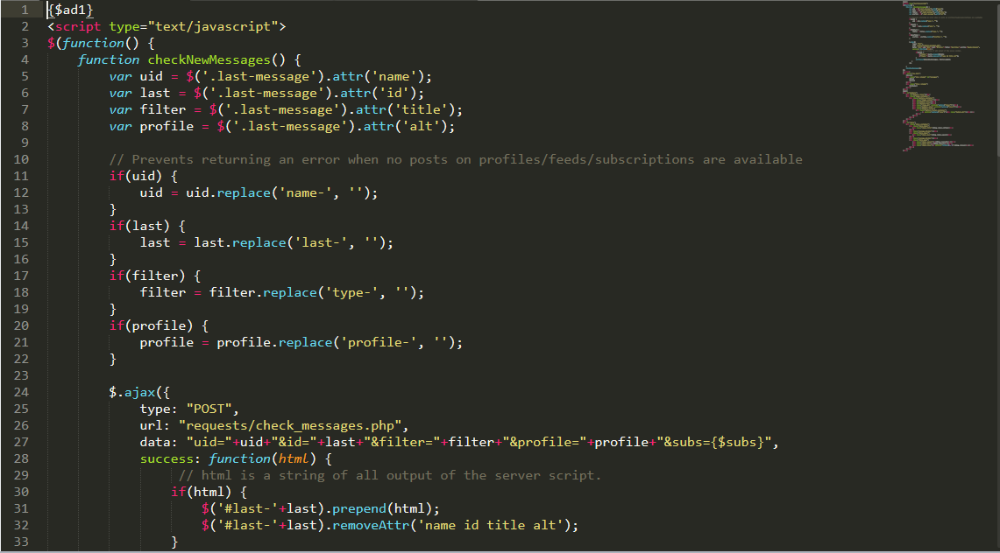 1 {$ad1}
2 <script type="text/javascript">
3 $(function() {
4     function checkNewMessages() {
5         var uid = $('.last-message').attr('name');
6         var last = $('.last-message').attr('id');
7         var filter = $('.last-message').attr('title');
8         var profile = $('.last-message').attr('alt');
9
10         // Prevents returning an error when no posts on profiles/feeds/subscriptions are available
11         if(uid) {
12             uid = uid.replace('name-', '');
13         }
14         if(last) {
15             last = last.replace('last-', '');
16         }
17         if(filter) {
18             filter = filter.replace('type-', '');
19         }
20         if(profile) {
21             profile = profile.replace('profile-', '');
22         }
23
24         $.ajax({
25             type: "POST",
26             url: "requests/check_messages.php",
27             data: "uid="+uid+"&id="+last+"&filter="+filter+"&profile="+profile+"&subs={$subs}",
28             success: function(html) {
29                 // html is a string of all output of the server script.
30                 if(html) {
31                     $('#last-'+last).prepend(html);
32                     $('#last-'+last).removeAttr('name id title alt');
33                 }